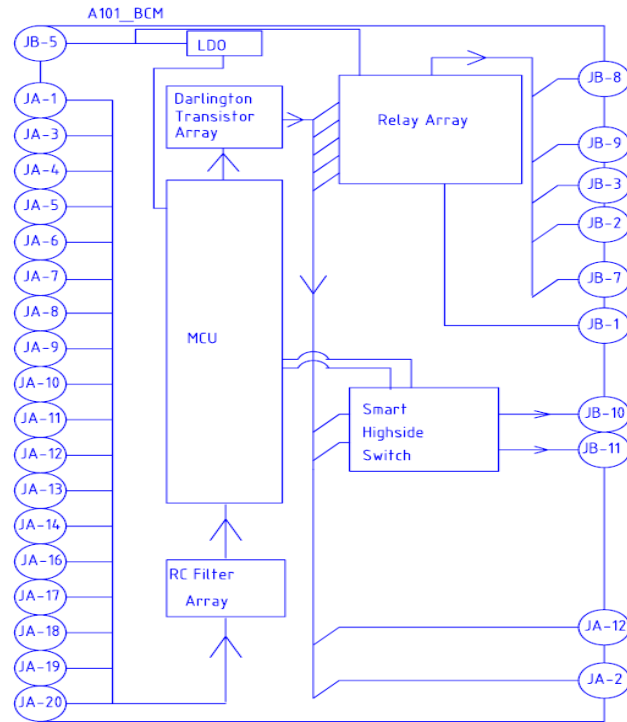 A101_BCM
JB-5
LDO
JA-1
JA-3
JA-4
JA-5
JA-6
JA-7
JA-8
JA-9
JA-10
JA-11
JA-12
JA-13
JA-14
JA-16
JA-17
JA-18
JA-19
JA-20
Darlington
Transistor
Array
MCU
RC Filter
Array
Relay Array
Smart
Highside
Switch
JB-8
JB-9
JB-3
JB-2
JB-7
JB-1
JB-10
JB-11
JA-12
JA-2